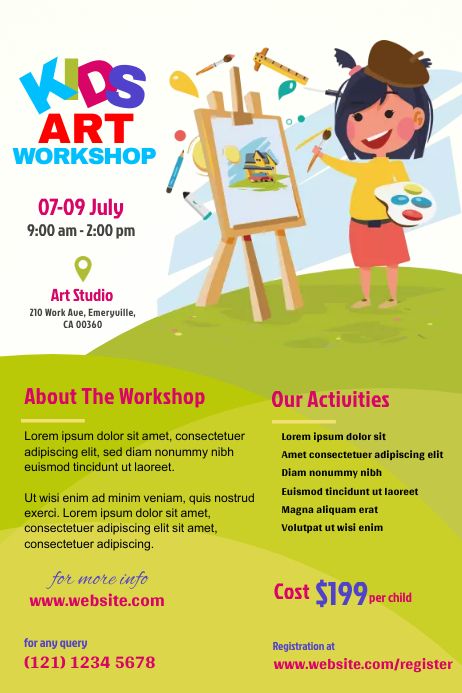 KIDS
ART
WORKSHOP
07-09 July
9:00 am - 2:00 pm
Art Studio
210 Work Ave, Emeryville,
CA 00360
About The Workshop
Lorem ipsum dolor sit amet, consectetuer
adipiscing elit, sed diam nonummy nibh
euismod tincidunt ut laoreet.
Ut wisi enim ad minim veniam, quis nostrud
exerci. Lorem ipsum dolor sit amet,
consectetuer adipiscing elit sit amet,
consectetuer adipiscing.
for more info
www.website.com
for any query
(121) 1234 5678
Our Activities
Lorem ipsum dolor sit
Amet consectetuer adipiscing elit
Diam nonummy nibh
Euismod tincidunt ut laoreet
Magna aliquam erat
Volutpat ut wisi enim
Cost $199 per child
Registration at
www.website.com/register